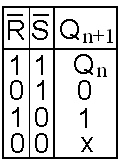 R̅ S̅ Qn+1
1 1 Qn
0 1 0
1 0 1
0 0 x